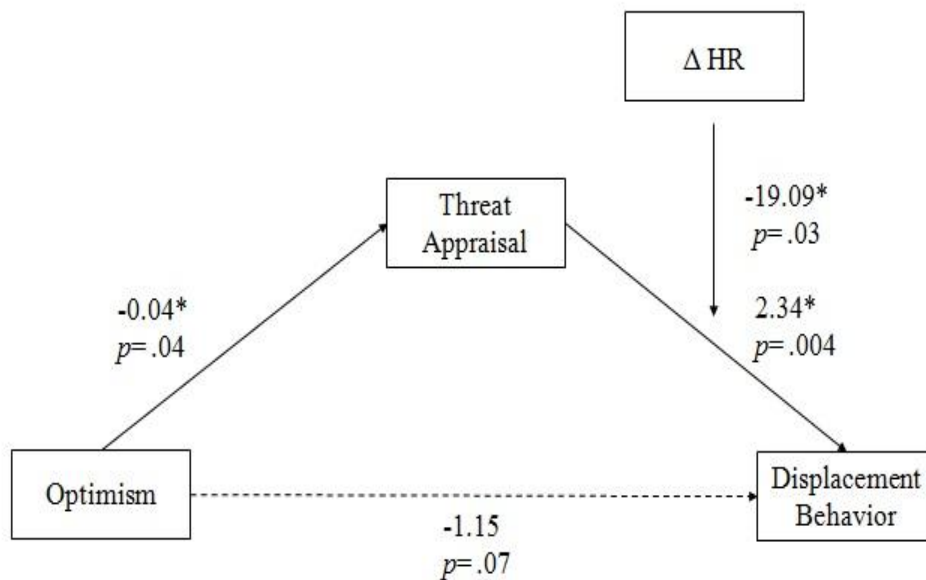 Δ HR
-19.09*
p= .03
Threat
Appraisal
-0.04*
p= .04
2.34*
p= .004
Optimism
Displacement
Behavior
-1.15
p= .07